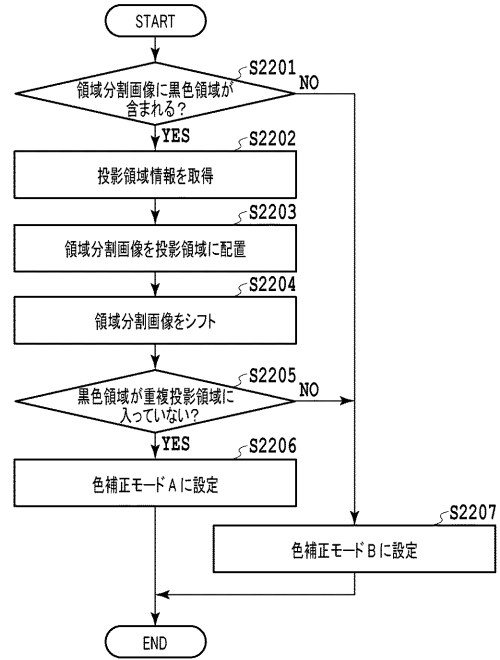 START
S2201
領域分割画像に黒色領域が
含まれる?
NO
YES
S2202
投影領域情報を取得
S2203
領域分割画像を投影領域に配置
S2204
領域分割画像をシフト
S2205
黒色領域が重複投影領域に
入っていない?
NO
YES
S2206
色補正モードAに設定
S2207
色補正モードBに設定
END